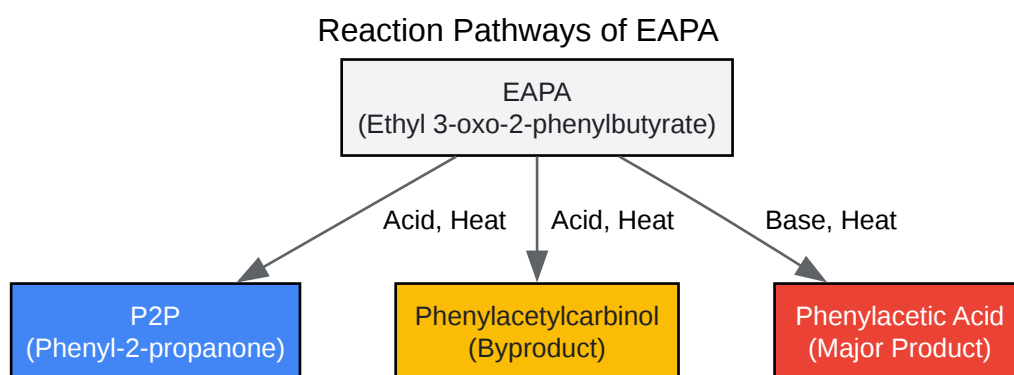 Reaction Pathways of EAPA
EAPA
(Ethyl 3-oxo-2-phenylbutyrate)
Acid, Heat
Acid, Heat
Base, Heat
P2P
(Phenyl-2-propanone)
Phenylacetylcarbinol
(Byproduct)
Phenylacetic Acid
(Major Product)